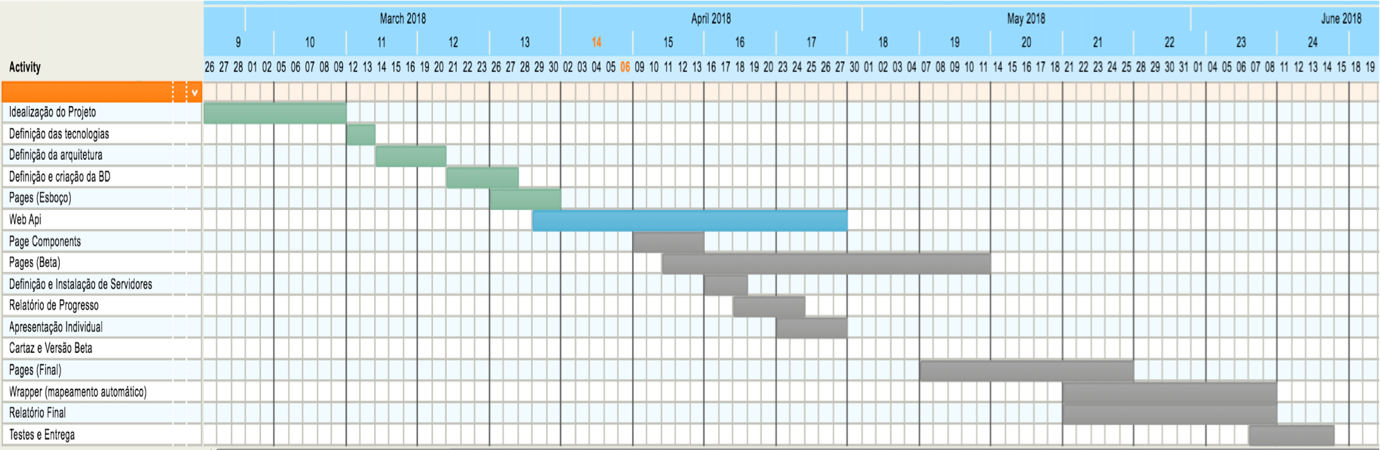 March 2018 April 2018 May 2018 June 2018
9 10 11 12 13 14 15 16 17 18 19 20 21 22 23 24
Activity 26 27 28 01 02 05 06 07 08 09 12 13 14 15 16 19 20 21 22 23 26 27 28 29 30 02 03 04 05 06 09 10 11 12 13 16 17 18 19 20 23 24 25 26 27 30 01 02 03 04 07 08 09 10 11 14 15 16 17 18 21 22 23 24 25 28 29 30 31 01 04 05 06 07 08 11 12 13 14 15 18 19
Idealização do Projeto
Definição das tecnologias
Definição da arquitetura
Definição e criação da BD
Pages (Esboço)
Web Api
Page Components
Pages (Beta)
Definição e Instalação de Servidores
Relatório de Progresso
Apresentação Individual
Cartaz e Versão Beta
Pages (Final)
Wrapper (mapeamento automático)
Relatório Final
Testes e Entrega